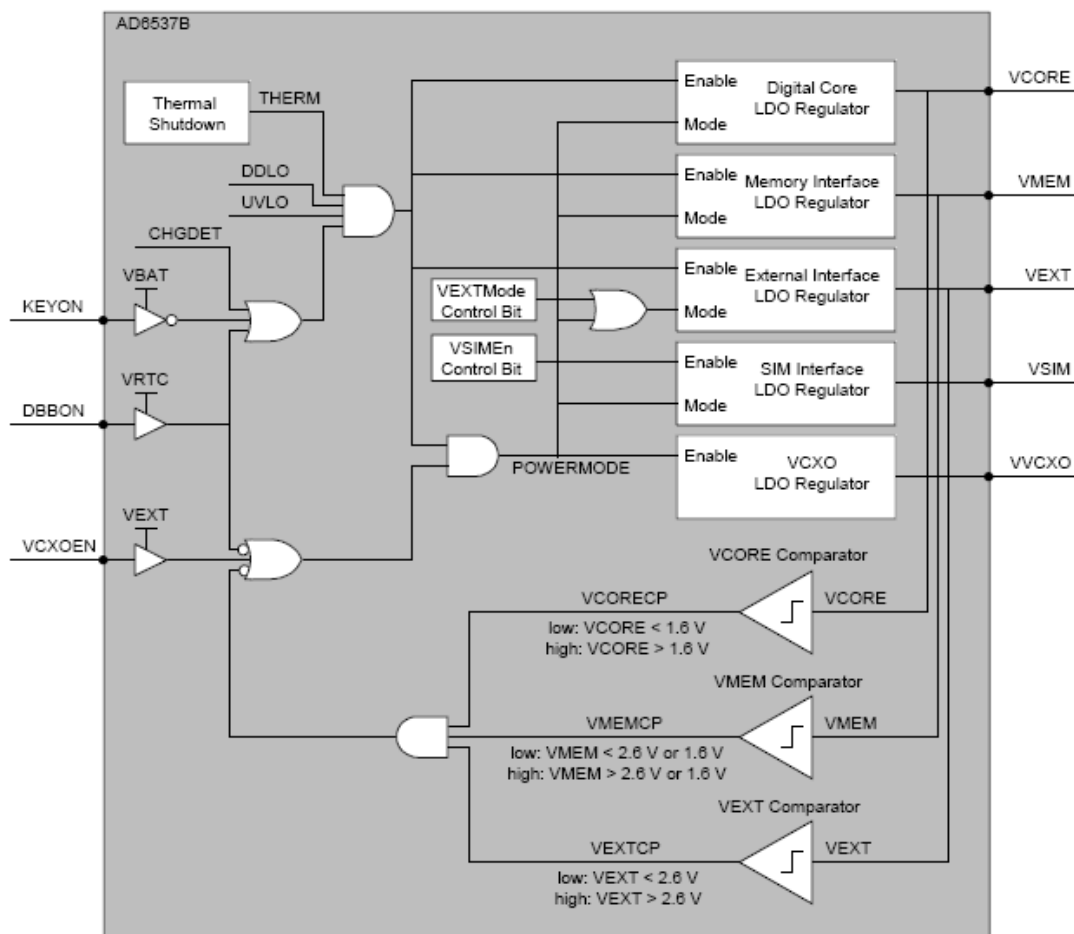 AD6537B
Thermal
Shutdown
THERM
DDLO
UVLO
CHGDET
VBAT
KEYON
VRTC
DBBON
VEXT
VCXOEN
Enable
Mode
Digital Core
LDO Regulator
VCORE
Enable
Mode
Memory Interface
LDO Regulator
VMEM
VEXTMode
Control Bit
Enable
Mode
External Interface
LDO Regulator
VEXT
VSIMEn
Control Bit
Enable
Mode
SIM Interface
LDO Regulator
VSIM
POWERMODE
Enable
VCXO
LDO Regulator
VVCXO
VCORE Comparator
VCORECP
VCORE
low: VCORE < 1.6 V
high: VCORE > 1.6 V
VMEM Comparator
VMEMCP
VMEM
low: VMEM < 2.6 V or 1.6 V
high: VMEM > 2.6 V or 1.6 V
VEXT Comparator
VEXTCP
VEXT
low: VEXT < 2.6 V
high: VEXT > 2.6 V